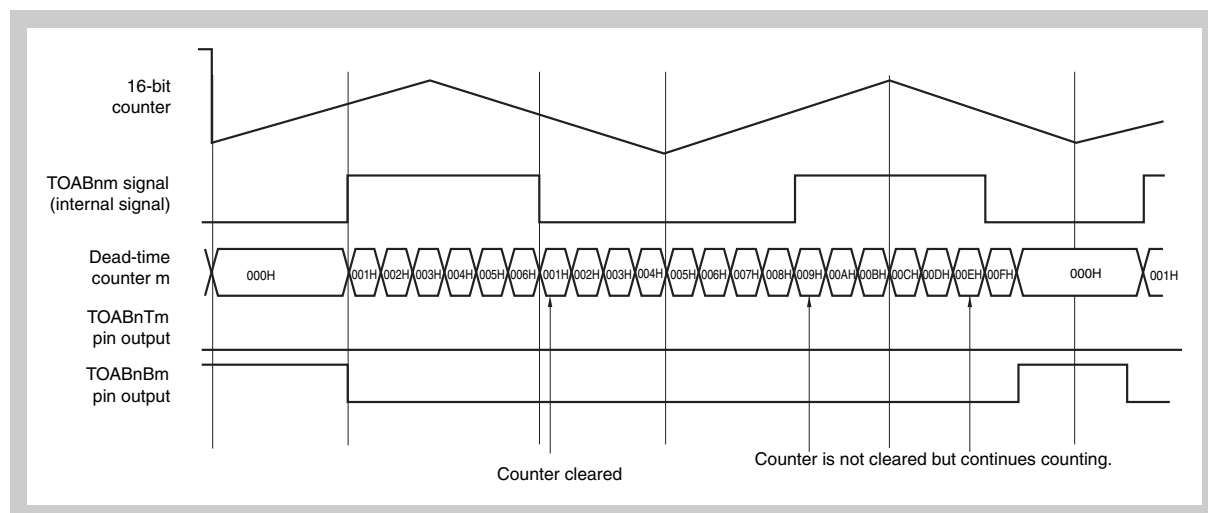 16-bit
counter
TOABnm signal
(internal signal)
Dead-time
counter m
000H 001H 002H 003H 004H 005H 006H 001H 002H 003H 004H 005H 006H 007H 008H 009H 00AH 00BH 00CH 00DH 00EH 00FH 000H 001H
TOABnTm
pin output
TOABnBm
pin output
Counter cleared
Counter is not cleared but continues counting.